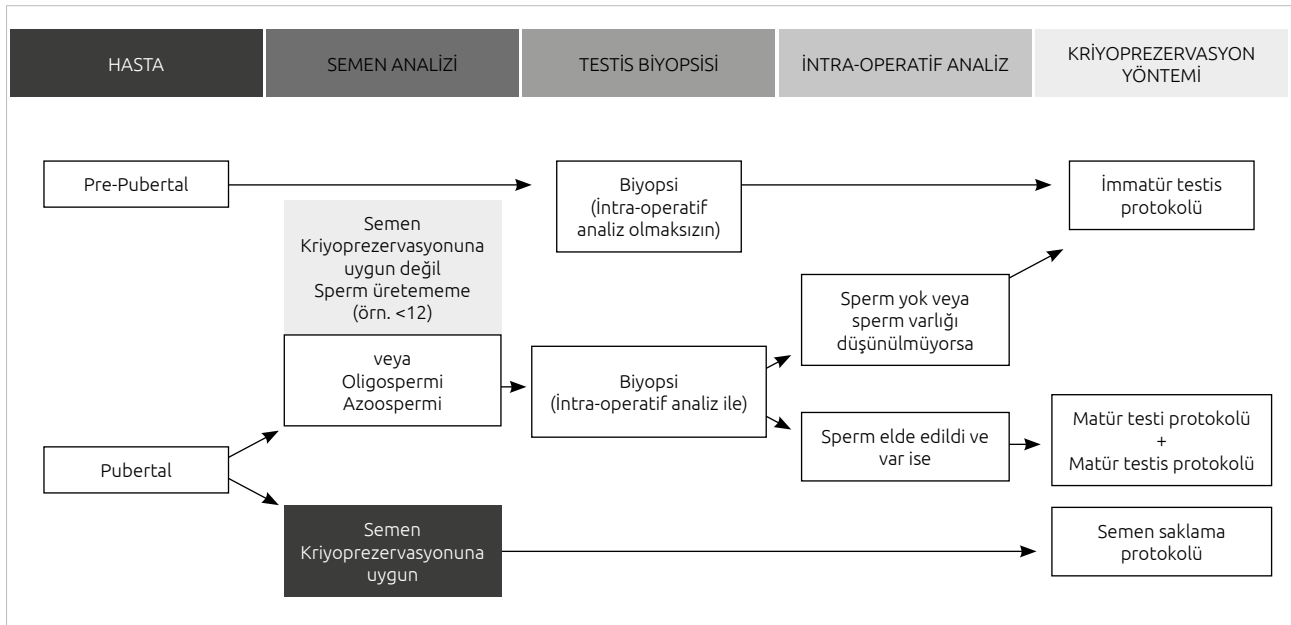 HASTA
SEMEN ANALİZİ
TESTİS BİYOPSİSİ
İNTRA-OPERATİF ANALİZ
KRİYOPREZERVASYON
YÖNTEMİ
Pre-Pubertal
Biyopsi
(İntra-operatif
analiz olmaksızın)
İmmatür testis
protokolü
Semen
Kriyoprezervasyonuna
uygun değil
Sperm üretememe
(örn. <12)
veya
Oligospermi
Azoospermi
Biyopsi
(İntra-operatif analiz ile)
Sperm yok veya
sperm varlığı
düşünülmüyorsa
Sperm elde edildi ve
var ise
Matür testi protokolü
+
Matür testis protokolü
Pubertal
Semen
Kriyoprezervasyonuna
uygun
Semen saklama
protokolü